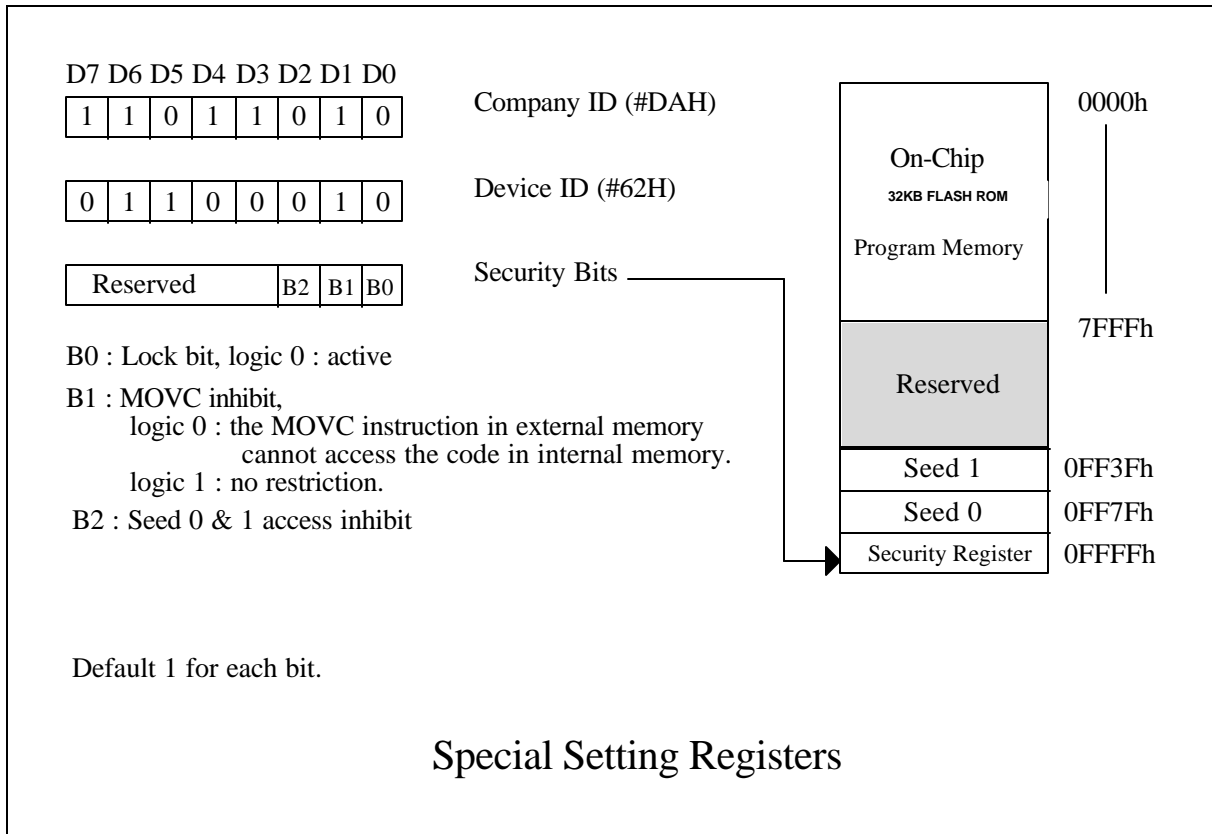 D7 D6 D5 D4 D3 D2 D1 D0
1 1 0 1 1 0 1 0
Company ID (#DAH)
0 1 1 0 0 0 1 0
Device ID (#62H)
Reserved B2 B1 B0
Security Bits
B0 : Lock bit, logic 0 : active
B1 : MOVC inhibit,
logic 0 : the MOVC instruction in external memory
cannot access the code in internal memory.
logic 1 : no restriction.
B2 : Seed 0 & 1 access inhibit
Default 1 for each bit.
0000h
On-Chip
32KB FLASH ROM
Program Memory
7FFFh
Reserved
Seed 1 0FF3Fh
Seed 0 0FF7Fh
Security Register 0FFFFh
Special Setting Registers